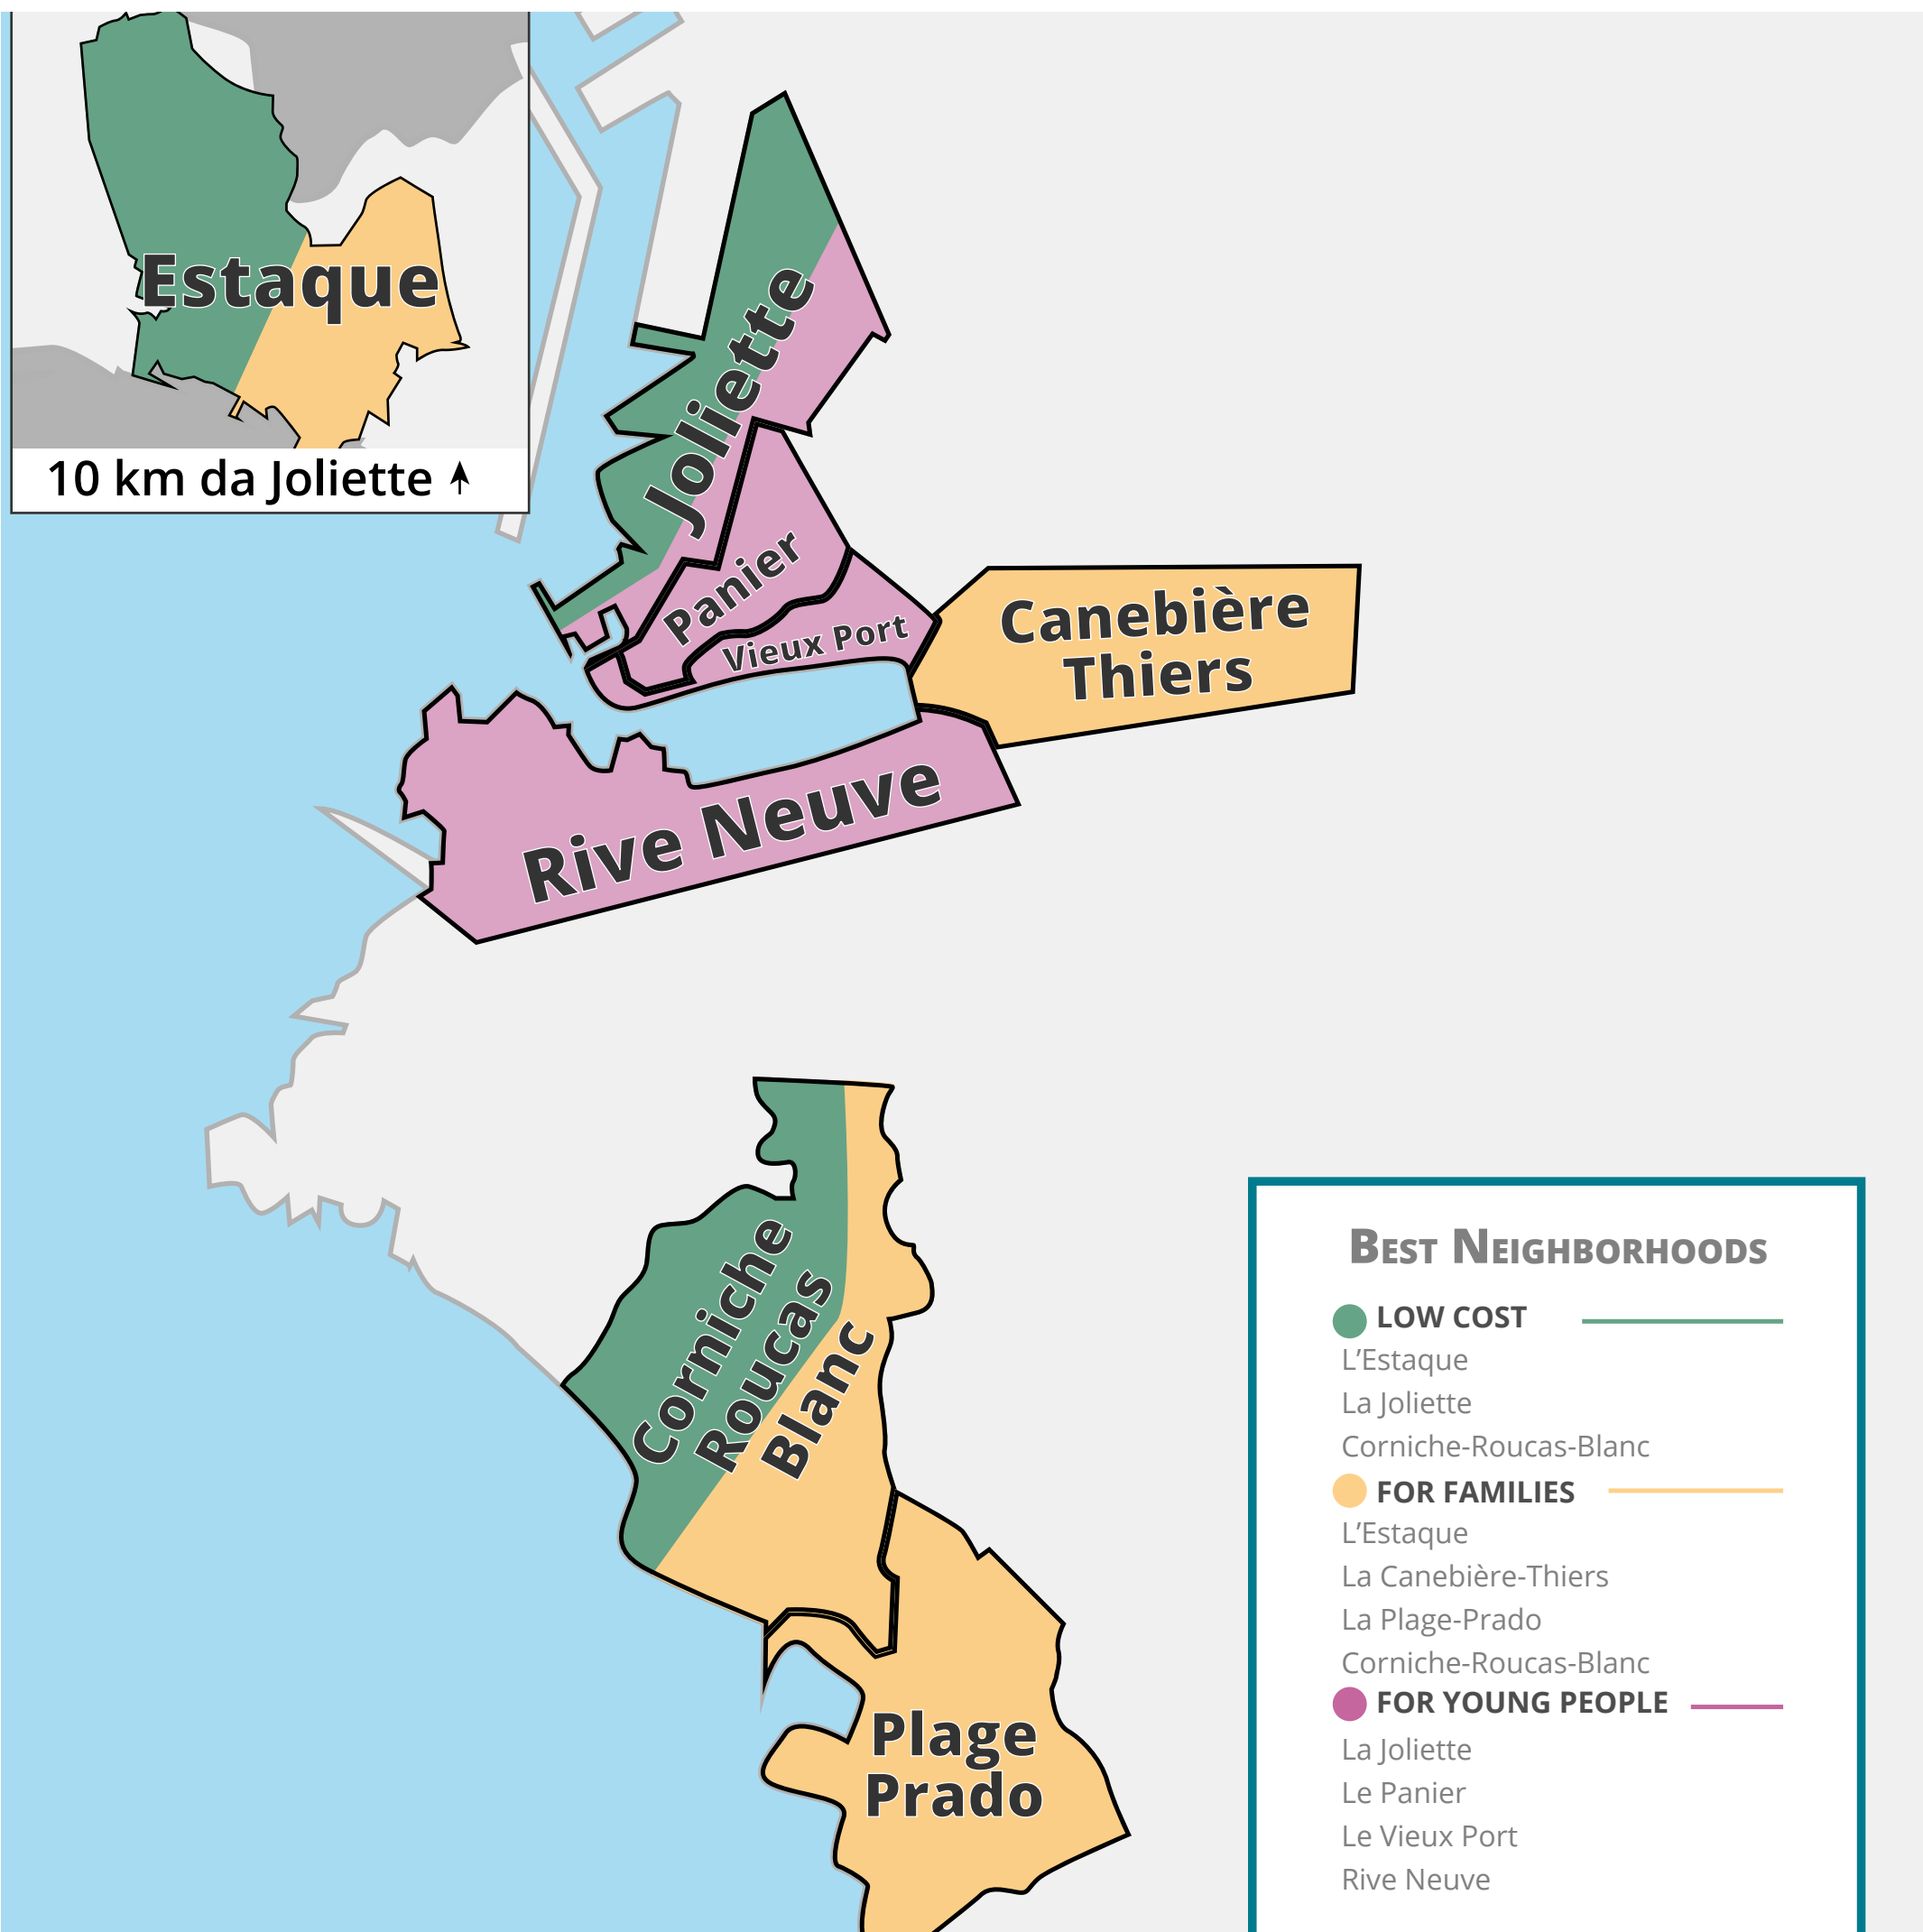 Estaque
10 km da Joliette
Joliette
Panier
Vieux Port
Canebière
Thiers
Rive Neuve
Corniche
Roucas
Blanc
Plage
Prado
Best Neighborhoods
LOW COST
L’Estaque
La Joliette
Corniche-Roucas-Blanc
FOR FAMILIES
L’Estaque
La Canebière-Thiers
La Plage-Prado
Corniche-Roucas-Blanc
FOR YOUNG PEOPLE
La Joliette
Le Panier
Le Vieux Port
Rive Neuve